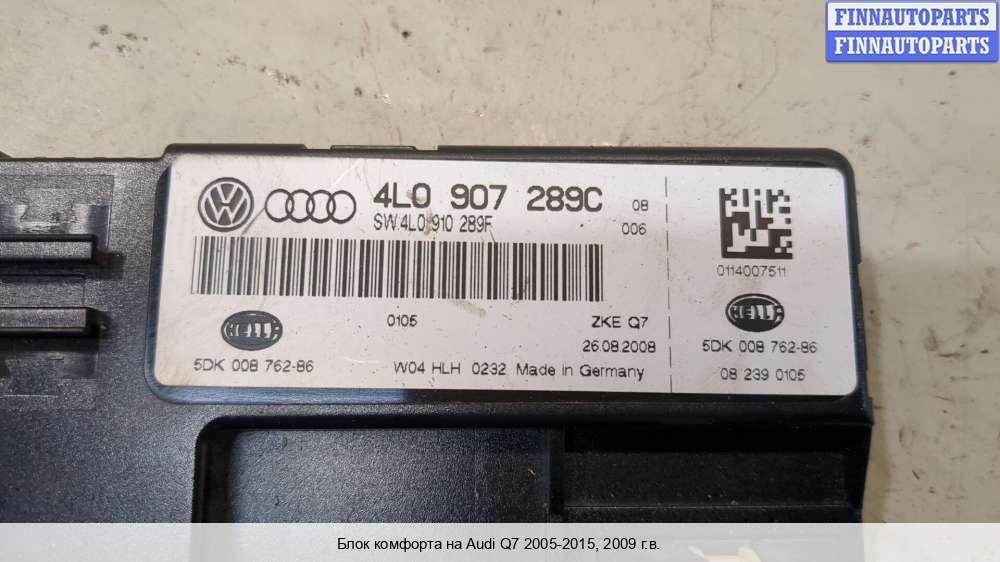 FINNAUTOPARTS
FINNAUTOPARTS
4L0 907 289C 08
SW:4L0 910 289F 006
0114007511
0105 ZKE Q7
HELLA
HELLA
26.08.2008
5DK 008 762-86
5DK 008 762-86
W04 HLH 0232 Made in Germany
08 239 0105
Блок комфорта на Audi Q7 2005-2015, 2009 г.в.